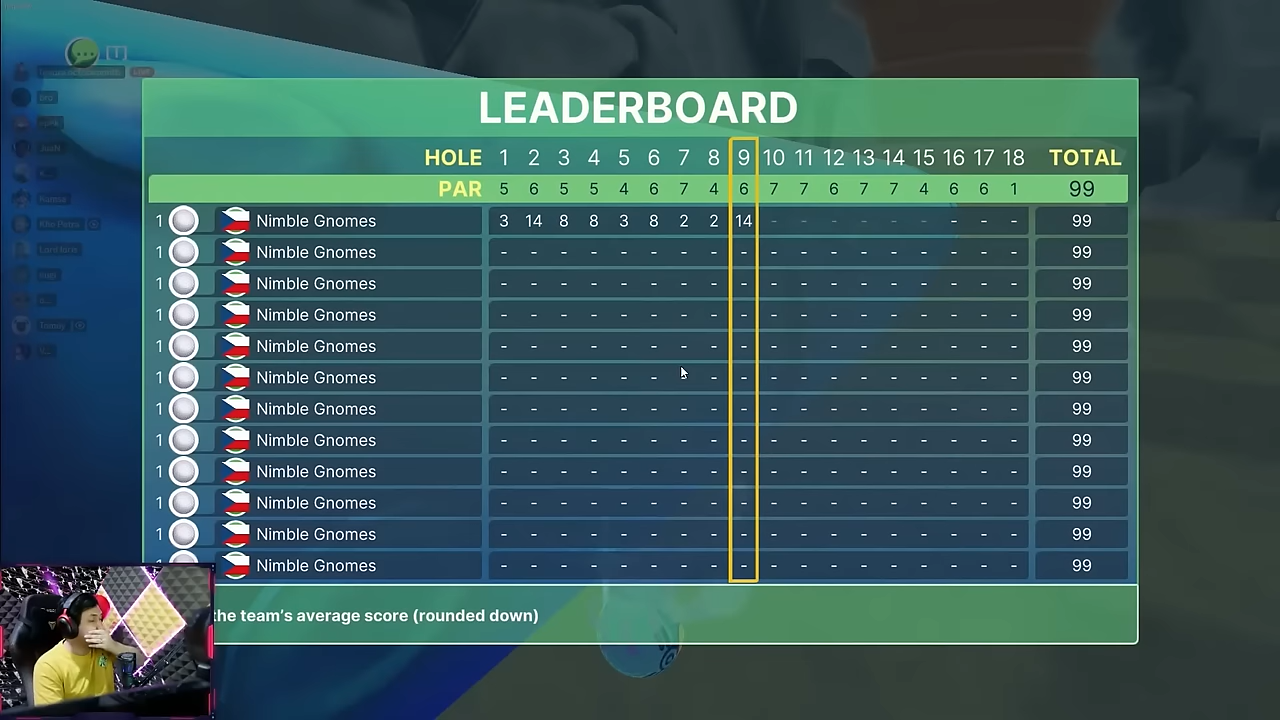 LEADERBOARD
HOLE 1 2 3 4 5 6 7 8 9 10 11 12 13 14 15 16 17 18 TOTAL
PAR 5 6 5 5 4 6 7 4 6 7 7 6 7 7 4 6 6 1 99
1 Nimble Gnomes 3 14 8 8 3 8 2 2 14 - - - - - - - - - 99
1 Nimble Gnomes - - - - - - - - - - - - - - - - - - 99
1 Nimble Gnomes - - - - - - - - - - - - - - - - - - 99
1 Nimble Gnomes - - - - - - - - - - - - - - - - - - 99
1 Nimble Gnomes - - - - - - - - - - - - - - - - - - 99
1 Nimble Gnomes - - - - - - - - - - - - - - - - - - 99
1 Nimble Gnomes - - - - - - - - - - - - - - - - - - 99
1 Nimble Gnomes - - - - - - - - - - - - - - - - - - 99
1 Nimble Gnomes - - - - - - - - - - - - - - - - - - 99
1 Nimble Gnomes - - - - - - - - - - - - - - - - - - 99
1 Nimble Gnomes - - - - - - - - - - - - - - - - - - 99
Nimble Gnomes - - - - - - - - - - - - - - - - - - 99
the team's average score (rounded down)